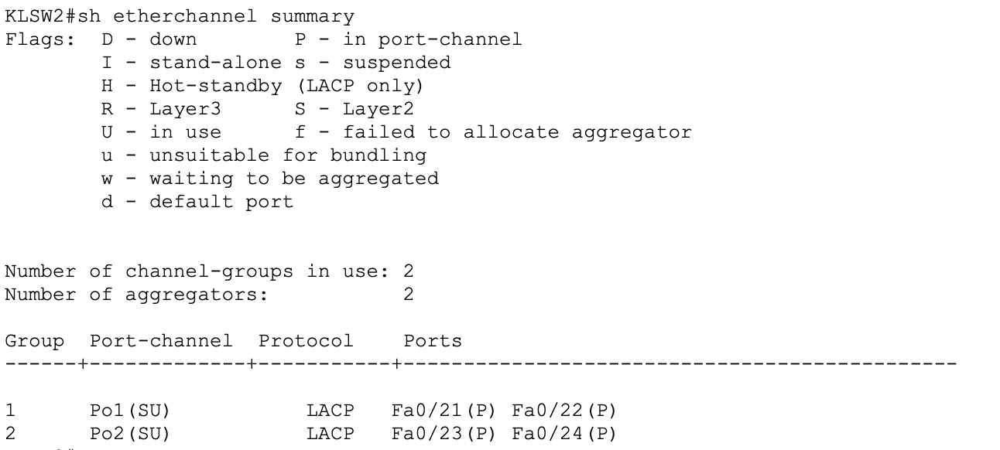 KLSW2#sh etherchannel summary
Flags:  D - down        P - in port-channel
        I - stand-alone s - suspended
        H - Hot-standby (LACP only)
        R - Layer3      S - Layer2
        U - in use      f - failed to allocate aggregator
        u - unsuitable for bundling
        w - waiting to be aggregated
        d - default port
Number of channel-groups in use: 2
Number of aggregators:           2
Group  Port-channel  Protocol    Ports
------+-------------+-----------+----------------------------------------------
1      Po1(SU)           LACP   Fa0/21(P) Fa0/22(P)
2      Po2(SU)           LACP   Fa0/23(P) Fa0/24(P)